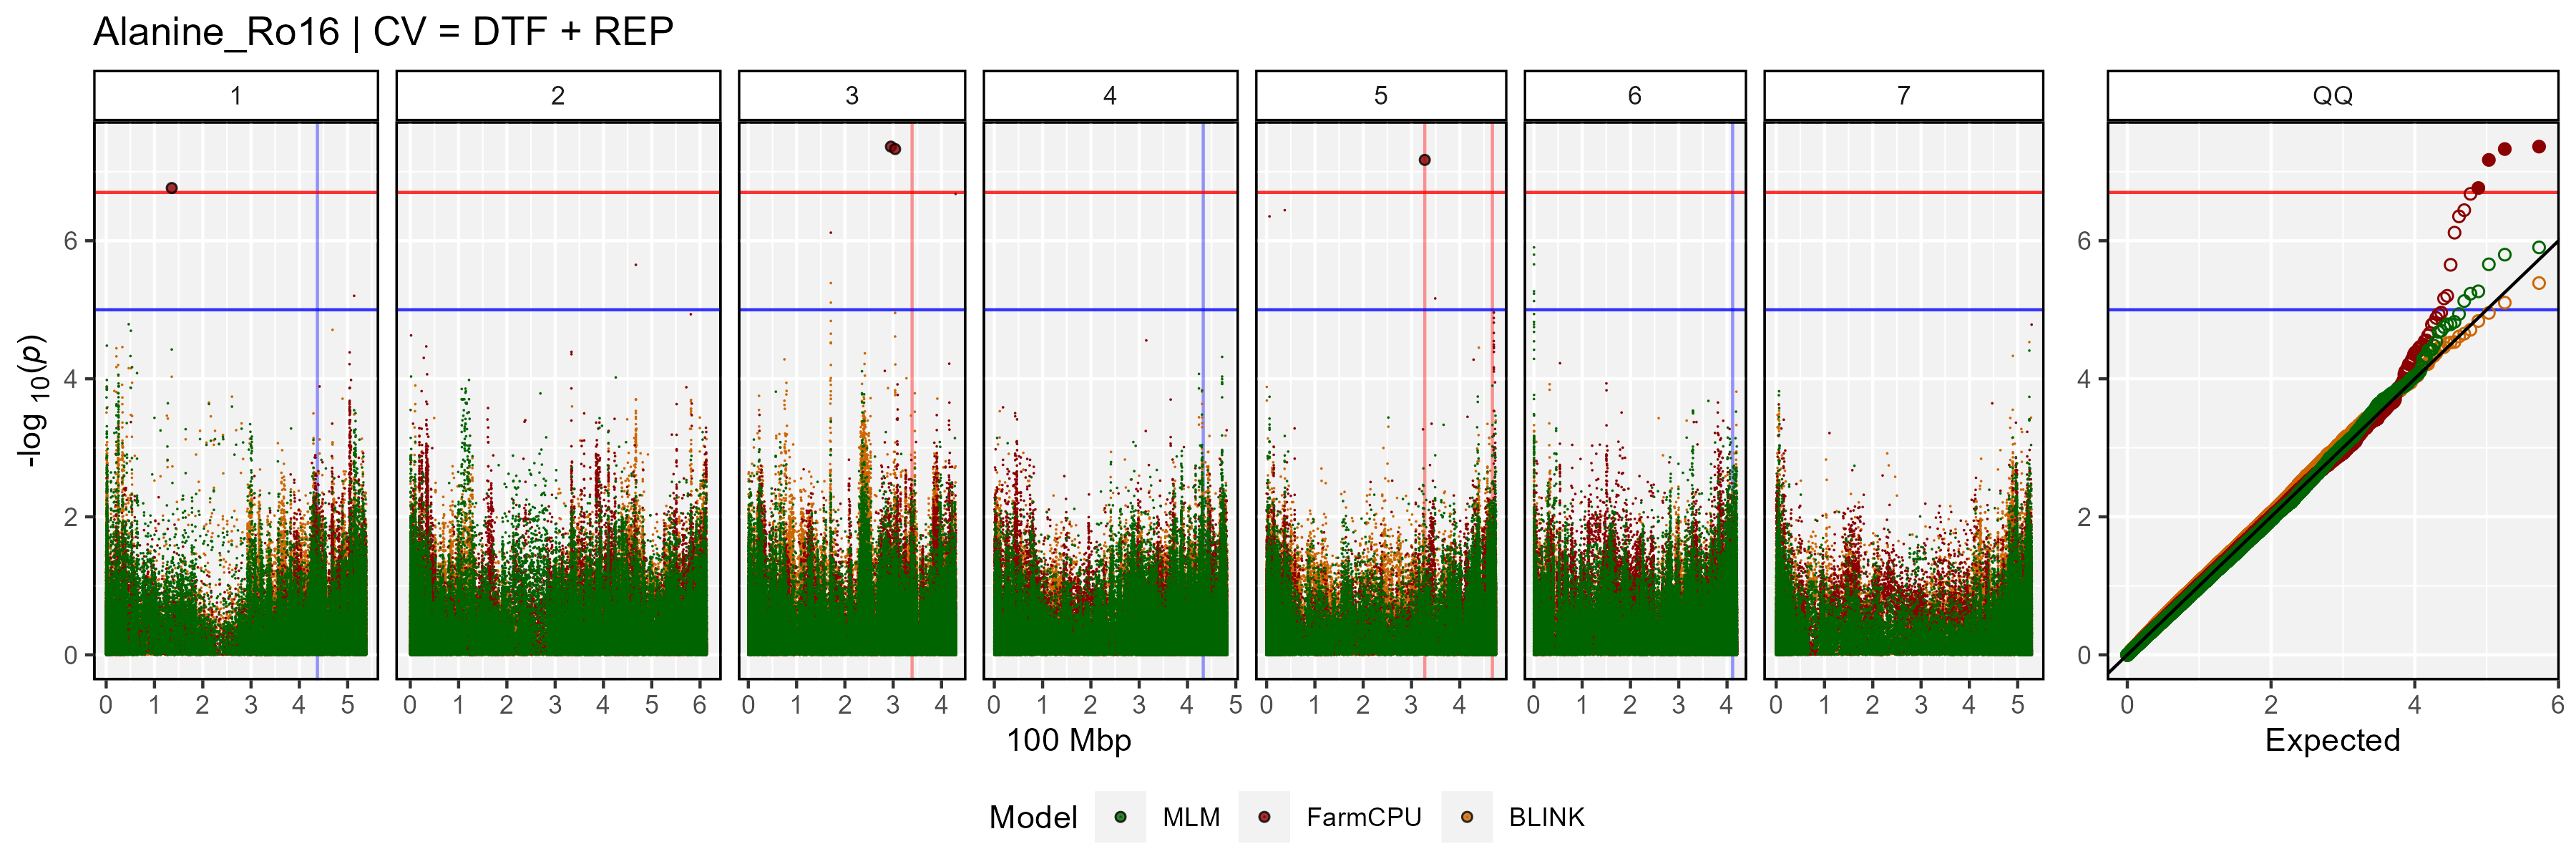 Alanine_Ro16 | CV = DTF + REP
1 2 3 4 5 6 7 QQ
-log 10(p)
6 6
4 4
2 2
0 0
0 1 2 3 4 5 0 1 2 3 4 5 6 0 1 2 3 4 0 1 2 3 4 5 0 1 2 3 4 0 1 2 3 4 0 1 2 3 4 5 0 2 4 6
100 Mbp Expected
Model MLM FarmCPU BLINK